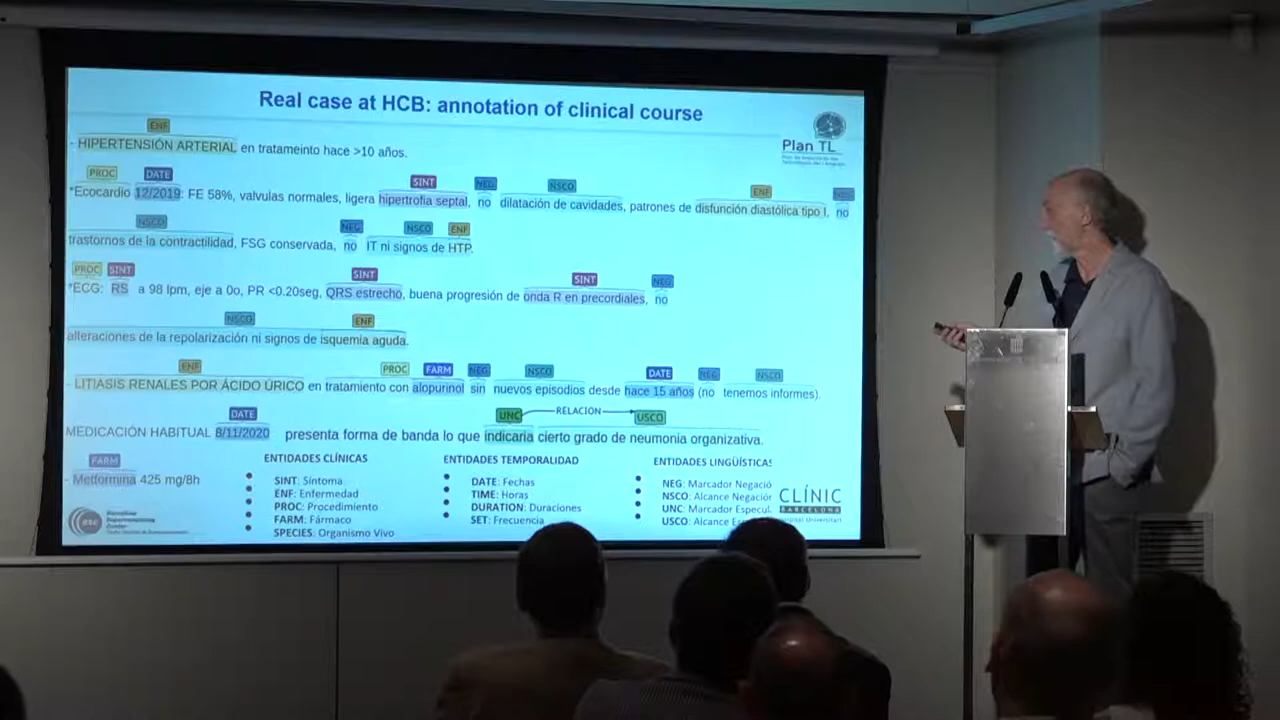 Real case at HCB: annotation of clinical course
Plan TL
ENF
- HIPERTENSIÓN ARTERIAL en tratameinto hace >10 años.
PROC DATE SINT NEG NSCO ENF NEG
*Ecocardio 12/2019: FE 58%, valvulas normales, ligera hipertrofia septal, no dilatación de cavidades, patrones de disfunción diastólica tipo I, no
NSCO NEG NSCO ENF
trastornos de la contractilidad, FSG conservada, no IT ni signos de HTP.
PROC SINT SINT SINT NEG
*ECG: RS a 98 lpm, eje a 0o, PR <0.20seg, QRS estrecho, buena progresión de onda R en precordiales, no
NSCO ENF
alteraciones de la repolarización ni signos de isquemia aguda.
ENF PROC FARM NEG NSCO DATE NEG NSCO
- LITIASIS RENALES POR ÁCIDO ÚRICO en tratamiento con alopurinol sin nuevos episodios desde hace 15 años (no tenemos informes).
DATE UNC RELACIÓN USCO
MEDICACIÓN HABITUAL 8/11/2020 presenta forma de banda lo que indicaría cierto grado de neumonia organizativa.
FARM
- Metformina 425 mg/8h
ENTIDADES CLÍNICAS
SINT: Síntoma
ENF: Enfermedad
PROC: Procedimiento
FARM: Fármaco
SPECIES: Organismo Vivo
ENTIDADES TEMPORALIDAD
DATE: Fechas
TIME: Horas
DURATION: Duraciones
SET: Frecuencia
ENTIDADES LINGÜÍSTICAS
NEG: Marcador Negació
NSCO: Alcance Negación
UNC: Marcador Especul.
USCO: Alcance
BSC
Barcelona
Supercomputing
Center
CLÍNIC
BARCELONA